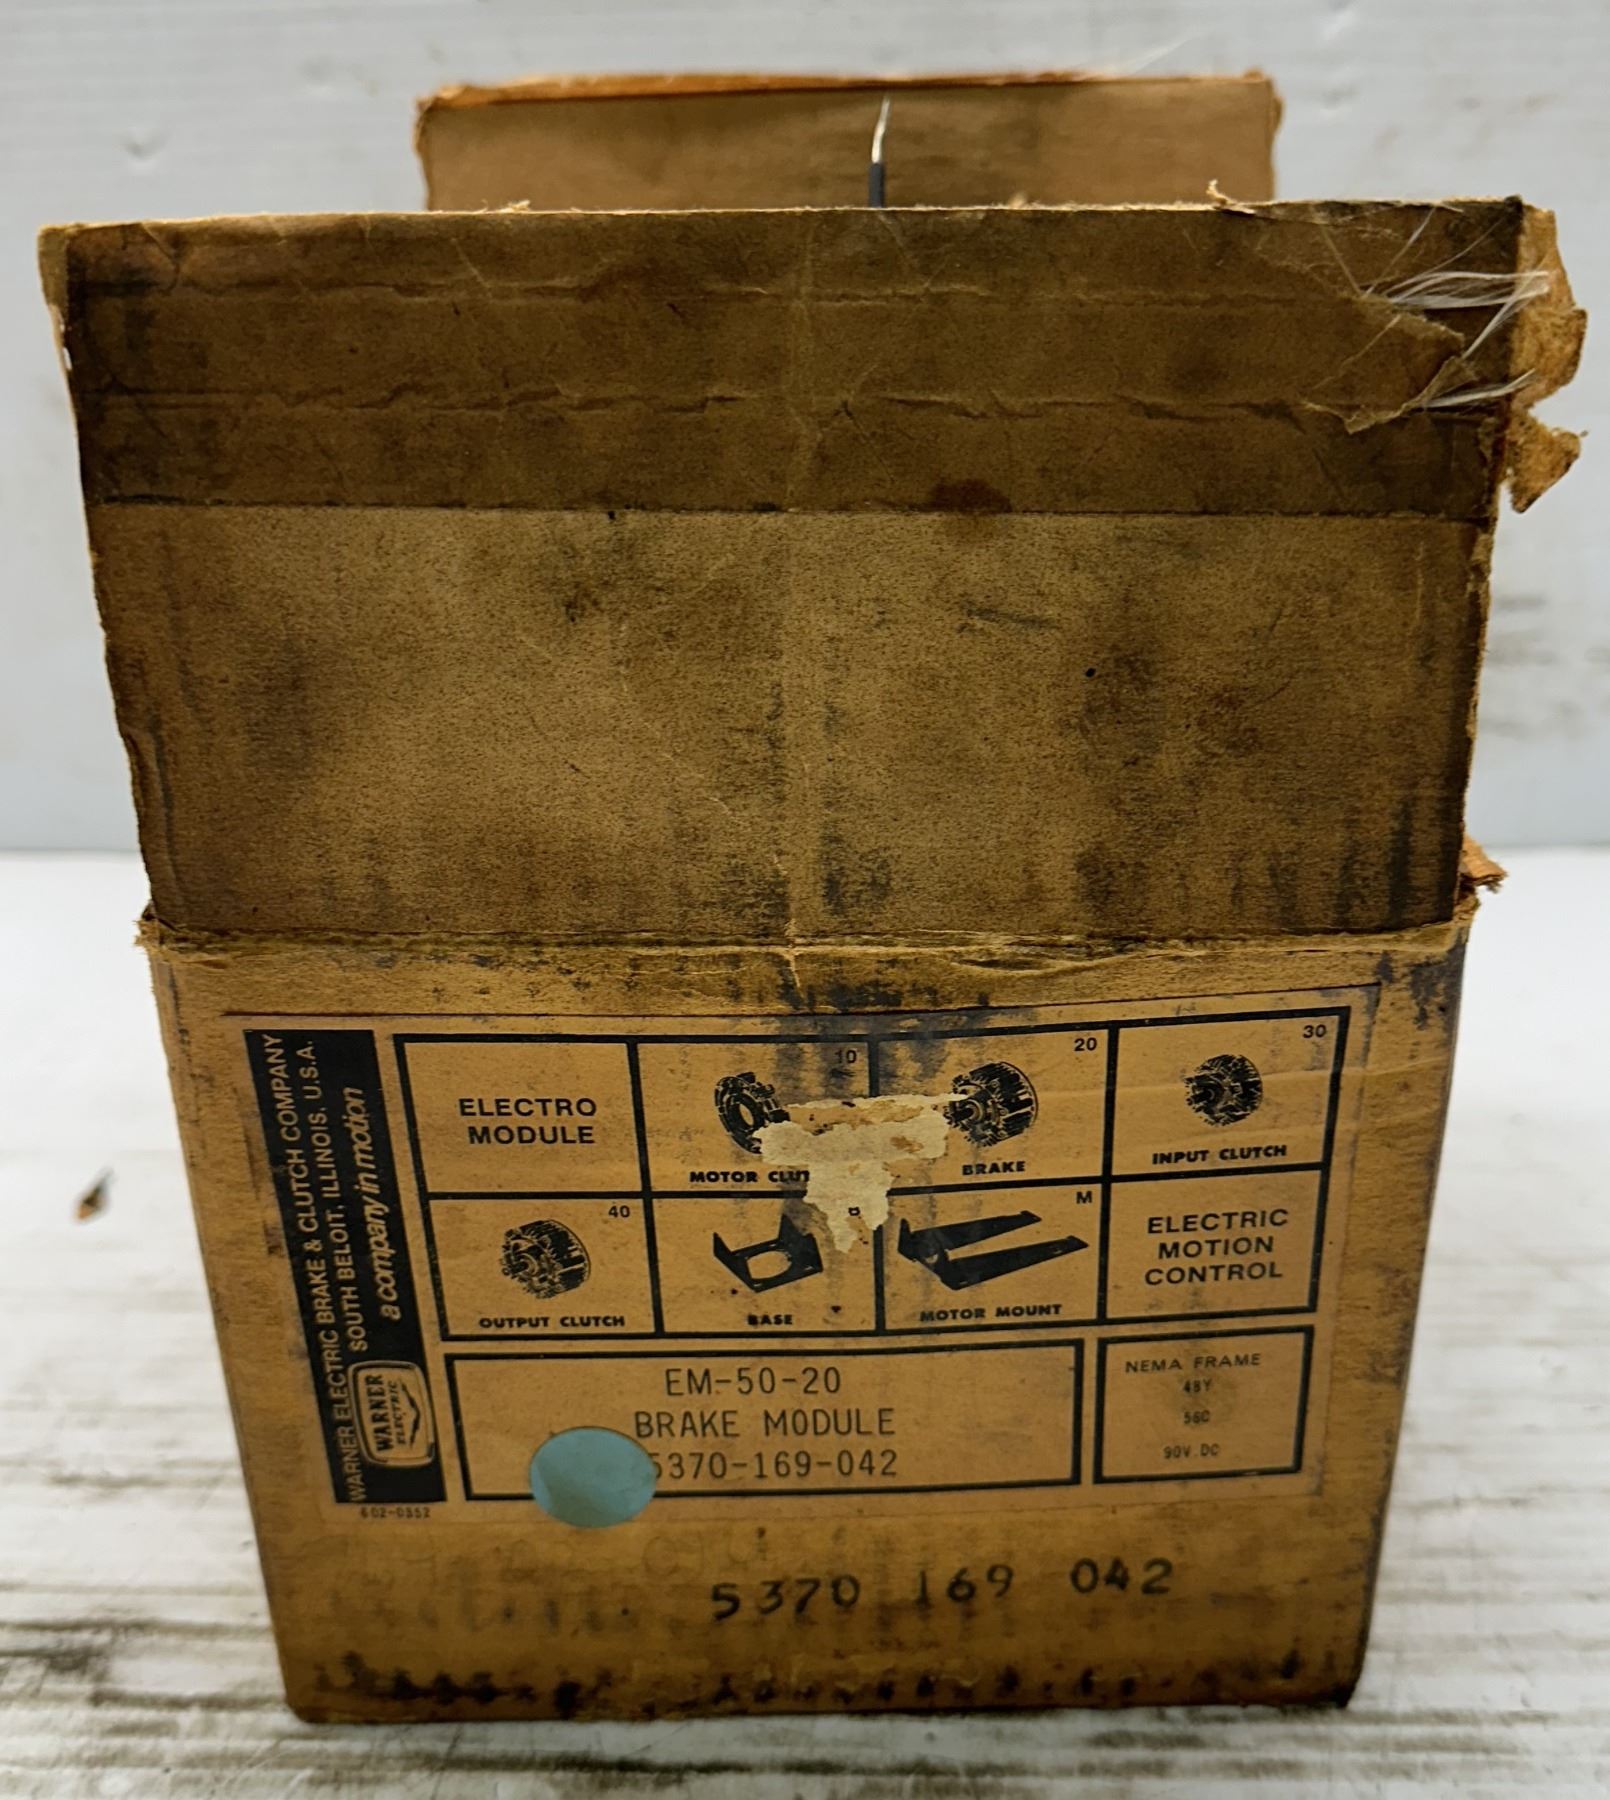 WARNER ELECTRIC BRAKE & CLUTCH COMPANY
SOUTH BELOIT, ILLINOIS. U.S.A.
a company in motion
WARNER
ELECTRIC
602-0552
ELECTRO
MODULE
10
MOTOR
20
BRAKE
30
INPUT CLUTCH
40
OUTPUT CLUTCH
BASE
M
MOTOR MOUNT
ELECTRIC
MOTION
CONTROL
EM-50-20
BRAKE MODULE
5370-169-042
NEMA FRAME
48Y
56C
90V.DC
5370 169 042